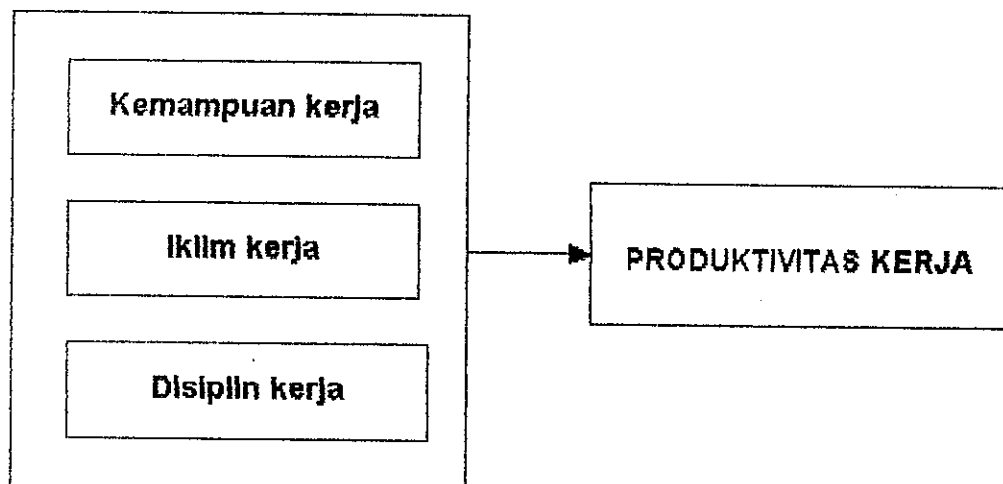 Kemampuan kerja
Iklim kerja
Disiplin kerja
PRODUKTIVITAS KERJA